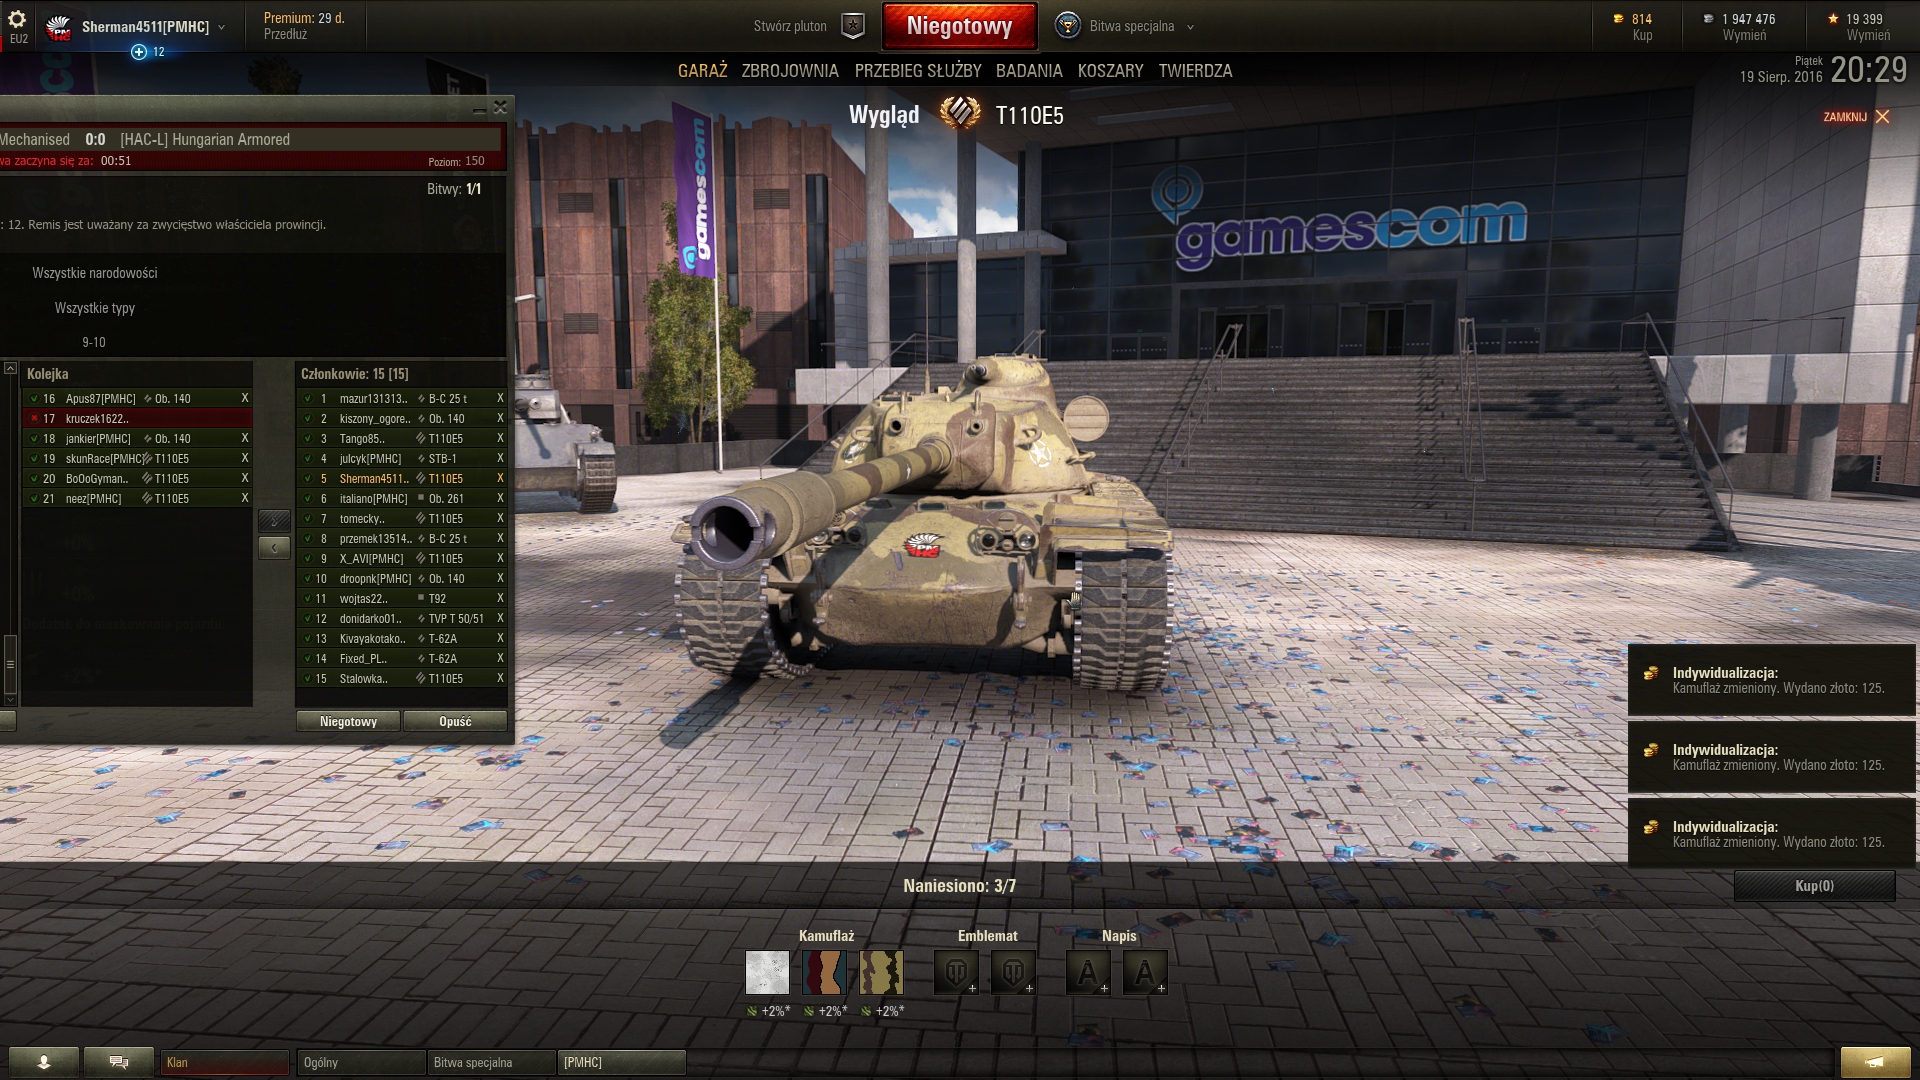 EU2
Sherman4511[PMHC]
12
Premium: 29 d.
Przedłuż
Stwórz pluton
Niegotowy
Bitwa specjalna
814
Kup
1 947 476
Wymień
19 399
Wymień
GARAŻ ZBROJOWNIA PRZEBIEG SŁUŻBY BADANIA KOSZARY TWIERDZA
Piątek
19 Sierp. 2016
20:29
Wygląd T110E5
ZAMKNIJ
Mechanised 0:0 [HAC-L] Hungarian Armored
wa zaczyna się za: 00:51
Poziom: 150
Bitwy: 1/1
: 12. Remis jest uważany za zwycięstwo właściciela prowincji.
Wszystkie narodowości
Wszystkie typy
9-10
Kolejka
16 Apus87[PMHC] Ob. 140 X
17 kruczek1622..
18 jankier[PMHC] Ob. 140 X
19 skunRace[PMHC] T110E5 X
20 BoOoGyman.. T110E5 X
21 neez[PMHC] T110E5 X
Członkowie: 15 [15]
1 mazur131313.. B-C 25 t X
2 kiszony_ogore.. Ob. 140 X
3 Tango85.. T110E5 X
4 julcyk[PMHC] STB-1 X
5 Sherman4511.. T110E5 X
6 italiano[PMHC] Ob. 261 X
7 tomecky.. T110E5 X
8 przemek13514.. B-C 25 t X
9 X_AVI[PMHC] T110E5 X
10 droopnk[PMHC] Ob. 140 X
11 wojtas22.. T92 X
12 donidarko01.. TVP T 50/51 X
13 Kivayakotako.. T-62A X
14 Fixed_PL.. T-62A X
15 Stalowka.. T110E5 X
Niegotowy
Opuść
gamescom
gamescom
PMHC
Indywidualizacja:
Kamuflaż zmieniony. Wydano złoto: 125.
Indywidualizacja:
Kamuflaż zmieniony. Wydano złoto: 125.
Indywidualizacja:
Kamuflaż zmieniony. Wydano złoto: 125.
Naniesiono: 3/7
Kup(0)
Kamuflaż
Emblemat
Napis
A
A
+2%* +2%* +2%*
Klan
Ogólny
Bitwa specjalna
[PMHC]